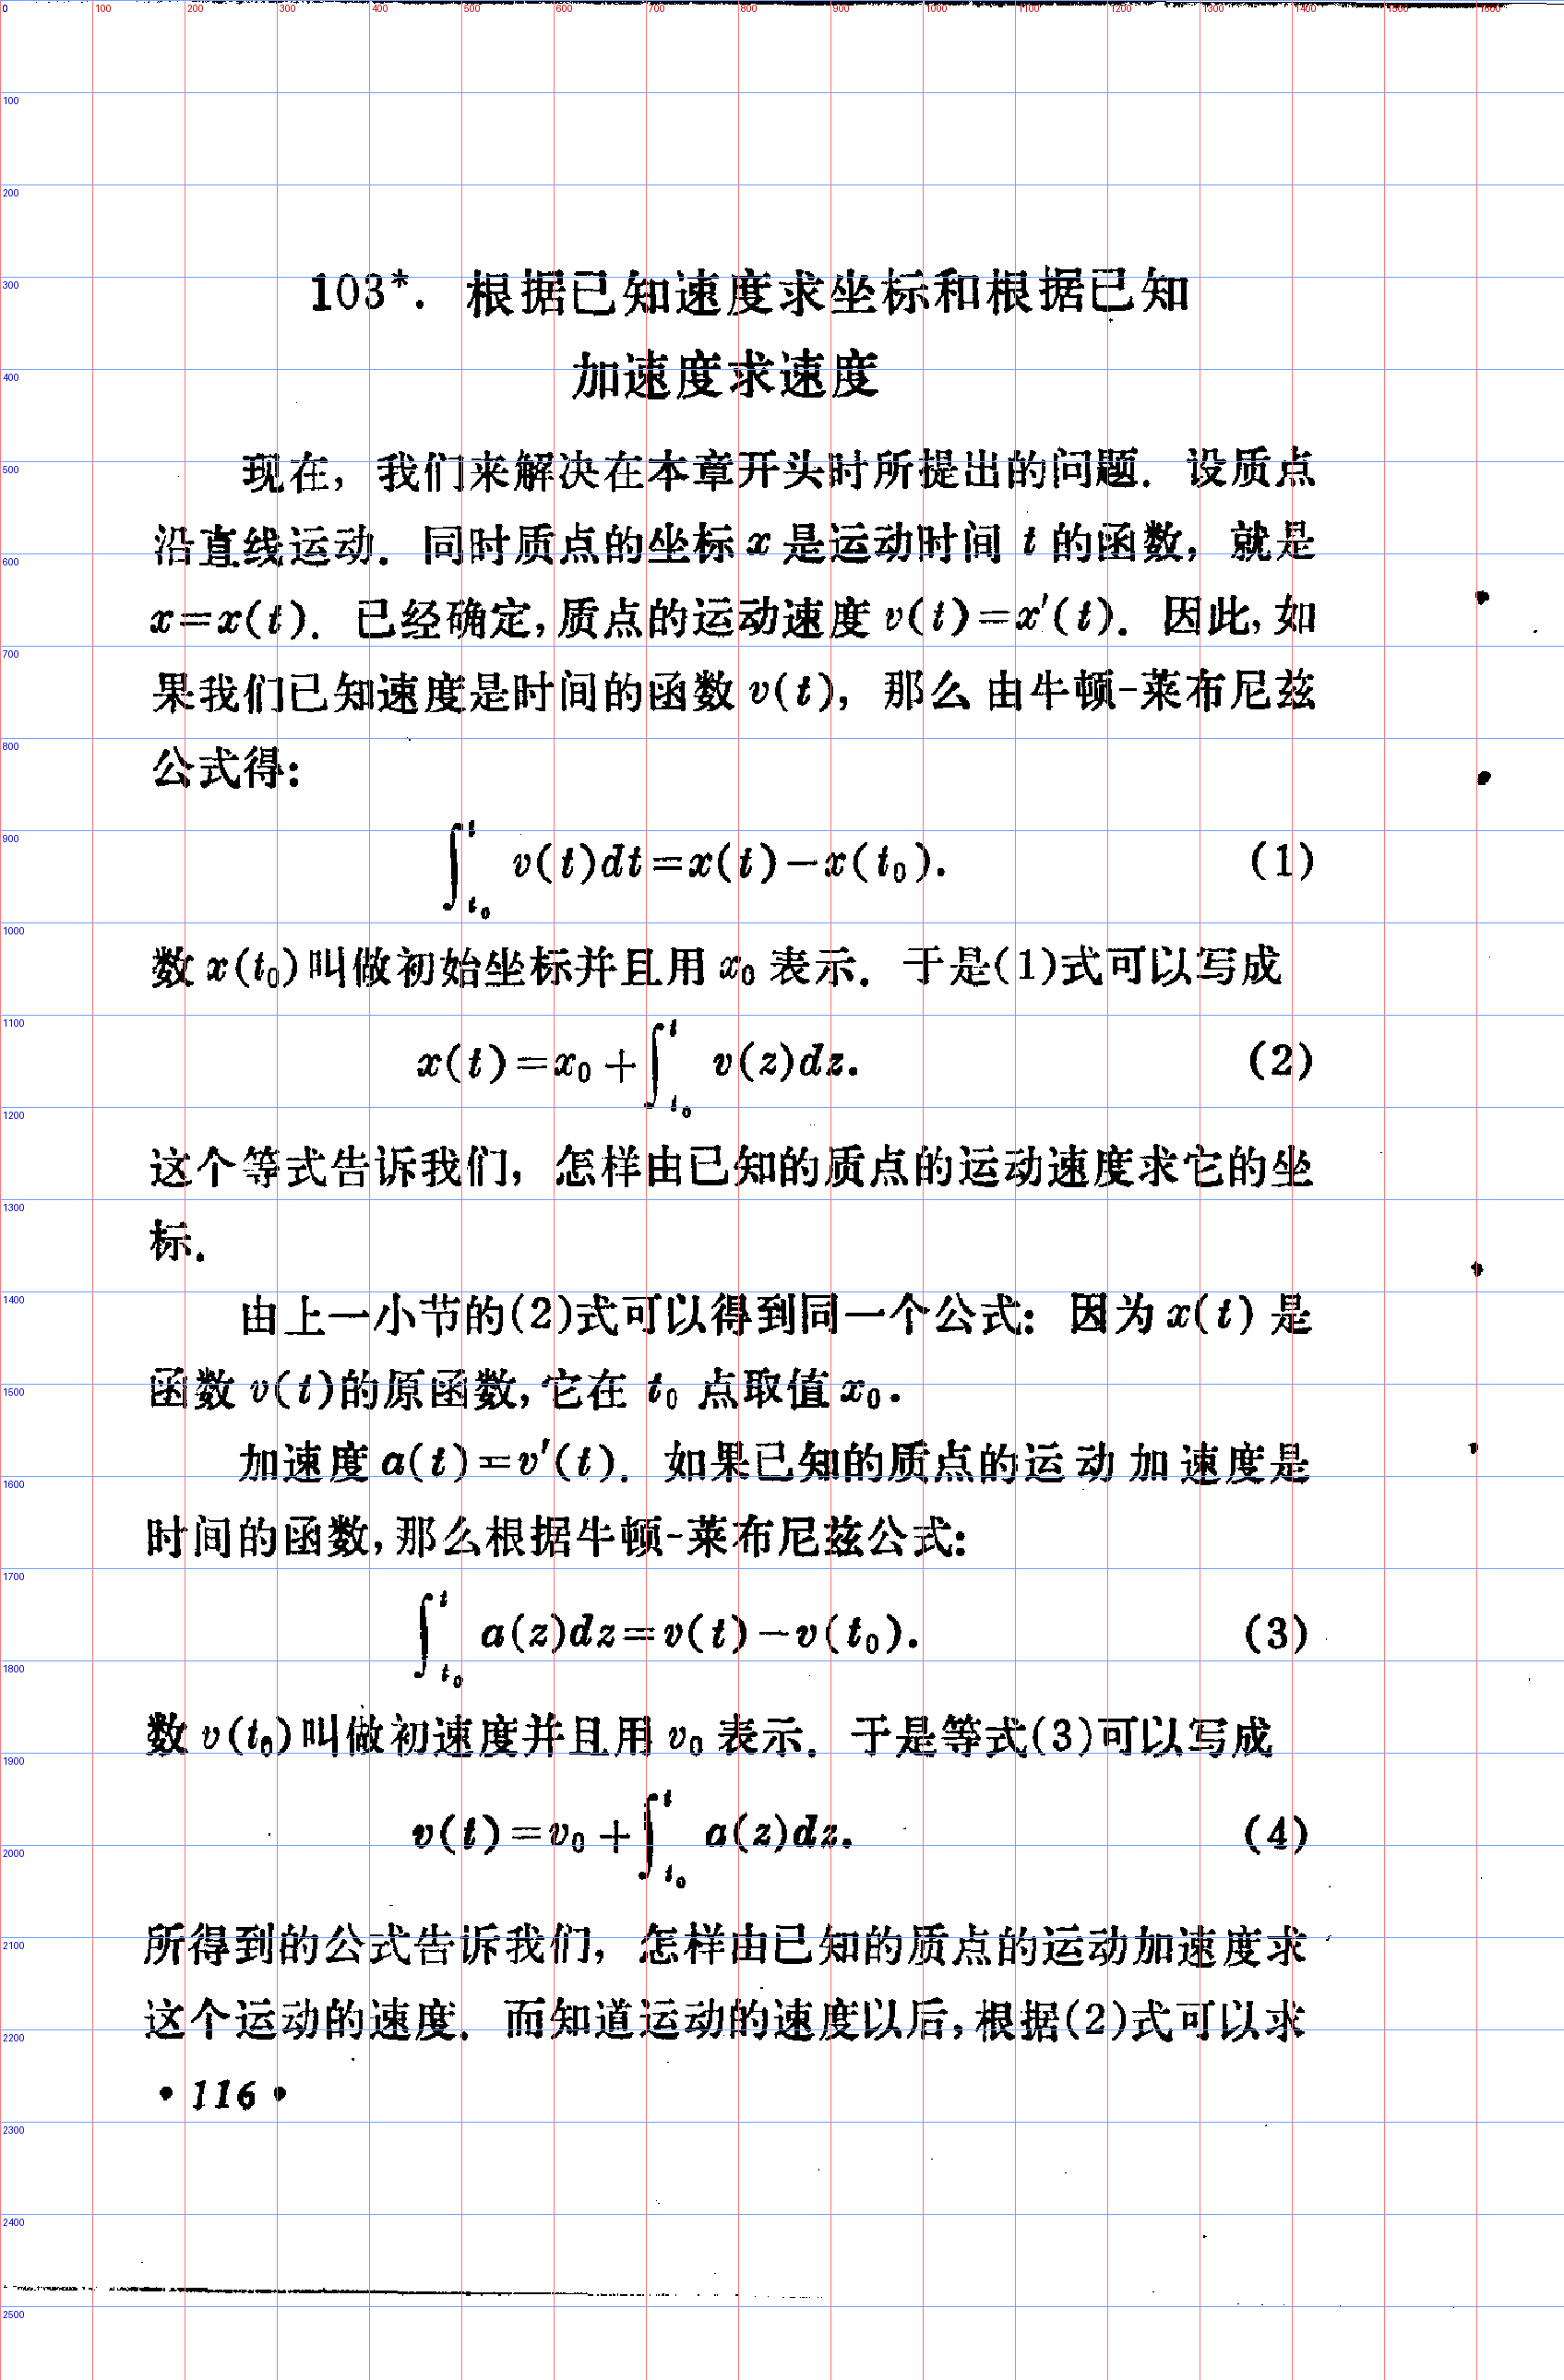 103*. 根据已知速度求坐标和根据已知
加速度求速度
现在, 我们来解决在本章开头时所提出的问题. 设质点
沿直线运动. 同时质点的坐标 x 是运动时间 t 的函数, 就是
x=x(t). 已经确定, 质点的运动速度 v(t)=x′(t). 因此, 如
果我们已知速度是时间的函数 v(t), 那么由牛顿-莱布尼兹
公式得:
∫_{t₀}^{t} v(t)dt=x(t)−x(t₀). (1)
数 x(t₀)叫做初始坐标并且用 x₀ 表示. 于是(1)式可以写成
x(t)=x₀+∫_{t₀}^{t} v(z)dz. (2)
这个等式告诉我们, 怎样由已知的质点的运动速度求它的坐
标.
由上一小节的(2)式可以得到同一个公式: 因为 x(t) 是
函数 v(t)的原函数, 它在 t₀ 点取值 x₀.
加速度 a(t)=v′(t). 如果已知的质点的运动加速度是
时间的函数, 那么根据牛顿-莱布尼兹公式:
∫_{t₀}^{t} a(z)dz=v(t)−v(t₀). (3)
数 v(t₀)叫做初速度并且用 v₀ 表示. 于是等式(3)可以写成
v(t)=v₀+∫_{t₀}^{t} a(z)dz. (4)
所得到的公式告诉我们, 怎样由已知的质点的运动加速度求
这个运动的速度. 而知道运动的速度以后, 根据(2)式可以求
• 116 •